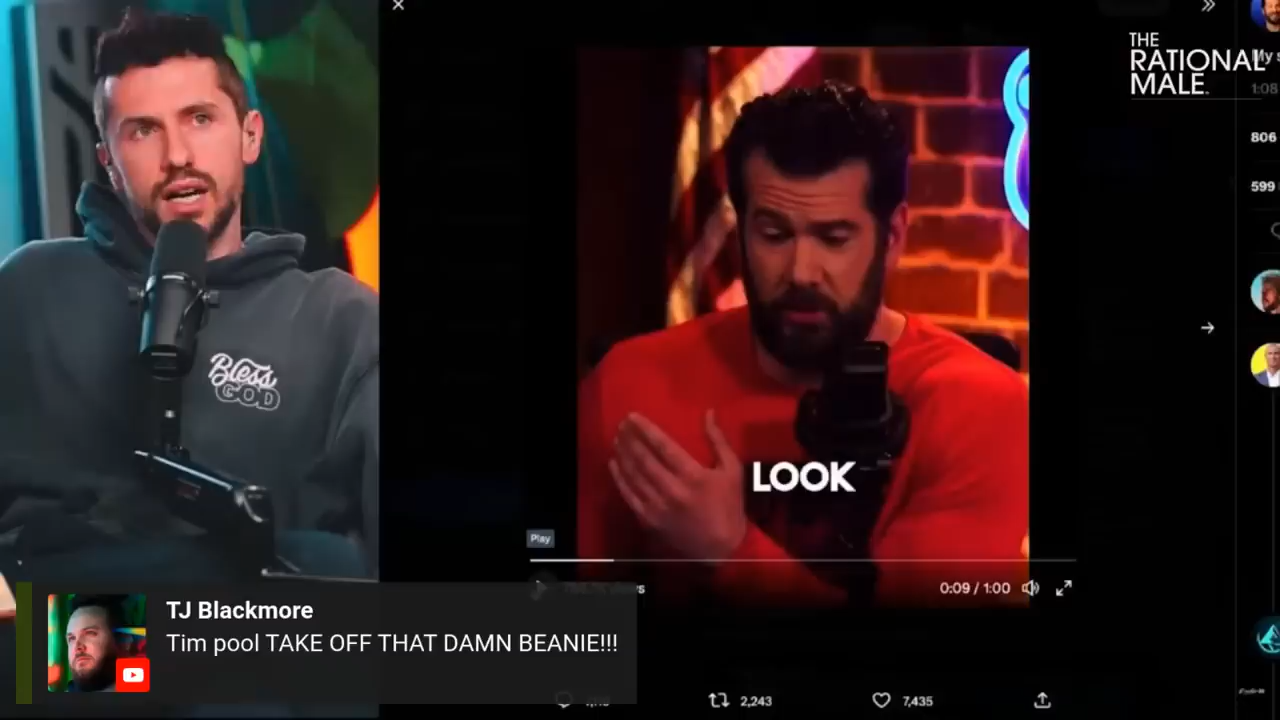 THE
RATIONAL
MALE
My s
1:08
806
599
Bless
GOD
LOOK
Play
0:09 / 1:00
TJ Blackmore
Tim pool TAKE OFF THAT DAMN BEANIE!!!
2,243
7,435